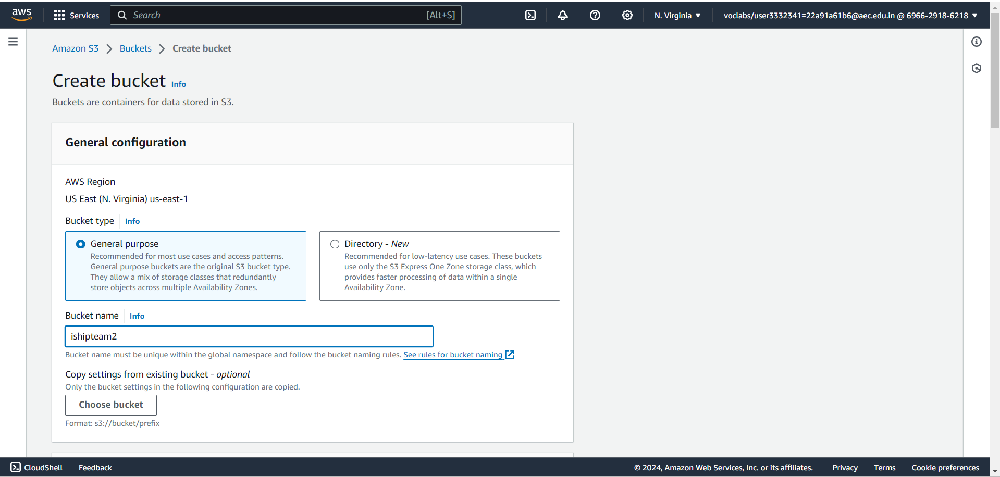 aws
Services
Search [Alt+S]
N. Virginia
voclabs/user3332341=22a91a61b6@aec.edu.in @ 6966-2918-6218
Amazon S3 Buckets Create bucket
Create bucket Info
Buckets are containers for data stored in S3.
General configuration
AWS Region
US East (N. Virginia) us-east-1
Bucket type Info
General purpose
Recommended for most use cases and access patterns.
General purpose buckets are the original S3 bucket type.
They allow a mix of storage classes that redundantly
store objects across multiple Availability Zones.
Directory - New
Recommended for low-latency use cases. These buckets
use only the S3 Express One Zone storage class, which
provides faster processing of data within a single
Availability Zone.
Bucket name Info
ishipteam2
Bucket name must be unique within the global namespace and follow the bucket naming rules. See rules for bucket naming
Copy settings from existing bucket - optional
Only the bucket settings in the following configuration are copied.
Choose bucket
Format: s3://bucket/prefix
CloudShell Feedback
© 2024, Amazon Web Services, Inc. or its affiliates. Privacy Terms Cookie preferences